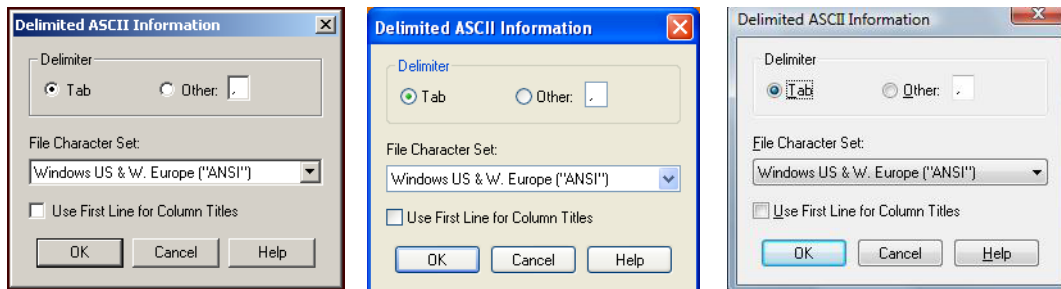 Delimited ASCII Information
Delimiter
Tab Other: ,
File Character Set:
Windows US & W. Europe ("ANSI")
Use First Line for Column Titles
OK Cancel Help
Delimited ASCII Information
Delimiter
Tab Other: ,
File Character Set:
Windows US & W. Europe ("ANSI")
Use First Line for Column Titles
OK Cancel Help
Delimited ASCII Information
Delimiter
Tab Other: ,
File Character Set:
Windows US & W. Europe ("ANSI")
Use First Line for Column Titles
OK Cancel Help